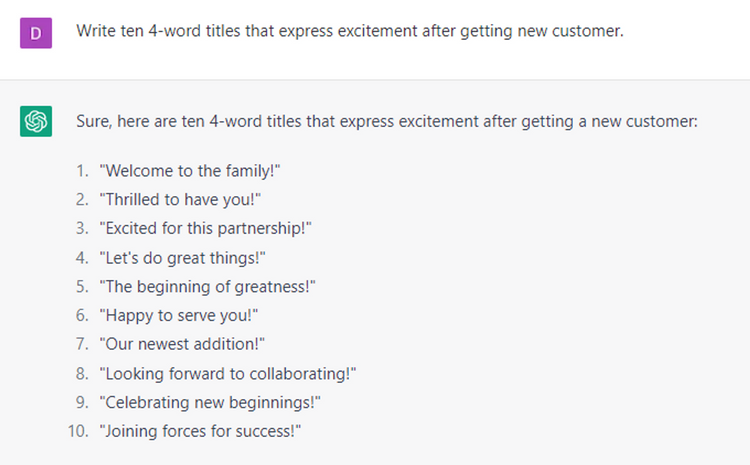 D
Write ten 4-word titles that express excitement after getting new customer.
Sure, here are ten 4-word titles that express excitement after getting a new customer:
1. "Welcome to the family!"
2. "Thrilled to have you!"
3. "Excited for this partnership!"
4. "Let's do great things!"
5. "The beginning of greatness!"
6. "Happy to serve you!"
7. "Our newest addition!"
8. "Looking forward to collaborating!"
9. "Celebrating new beginnings!"
10. "Joining forces for success!"